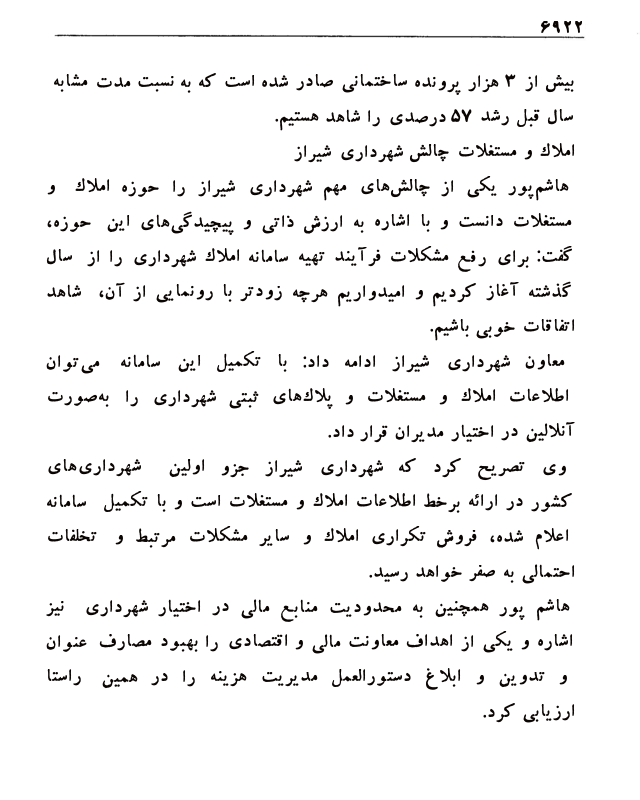 ۶۹۲۲
بیش از ۳ هزار پرونده ساختمانی صادر شده است که به نسبت مدت مشابه
سال قبل رشد ۵۷ درصدی را شاهد هستیم.
املاك و مستغلات چالش شهرداری شیراز
هاشم‌پور یکی از چالش‌های مهم شهرداری شیراز را حوزه املاك و
مستغلات دانست و با اشاره به ارزش ذاتی و پیچیدگی‌های این حوزه،
گفت: برای رفع مشکلات فرآیند تهیه سامانه املاك شهرداری را از سال
گذشته آغاز کردیم و امیدواریم هرچه زودتر با رونمایی از آن، شاهد
اتفاقات خوبی باشیم.
معاون شهرداری شیراز ادامه داد: با تکمیل این سامانه می‌توان
اطلاعات املاك و مستغلات و پلاك‌های ثبتی شهرداری را به‌صورت
آنلالین در اختیار مدیران قرار داد.
وی تصریح کرد که شهرداری شیراز جزو اولین شهرداری‌های
کشور در ارائه برخط اطلاعات املاك و مستغلات است و با تکمیل سامانه
اعلام شده، فروش تکراری املاك و سایر مشکلات مرتبط و تخلفات
احتمالی به صفر خواهد رسید.
هاشم پور همچنین به محدودیت منابع مالی در اختیار شهرداری نیز
اشاره و یکی از اهداف معاونت مالی و اقتصادی را بهبود مصارف عنوان
و تدوین و ابلاغ دستورالعمل مدیریت هزینه را در همین راستا
ارزیابی کرد.